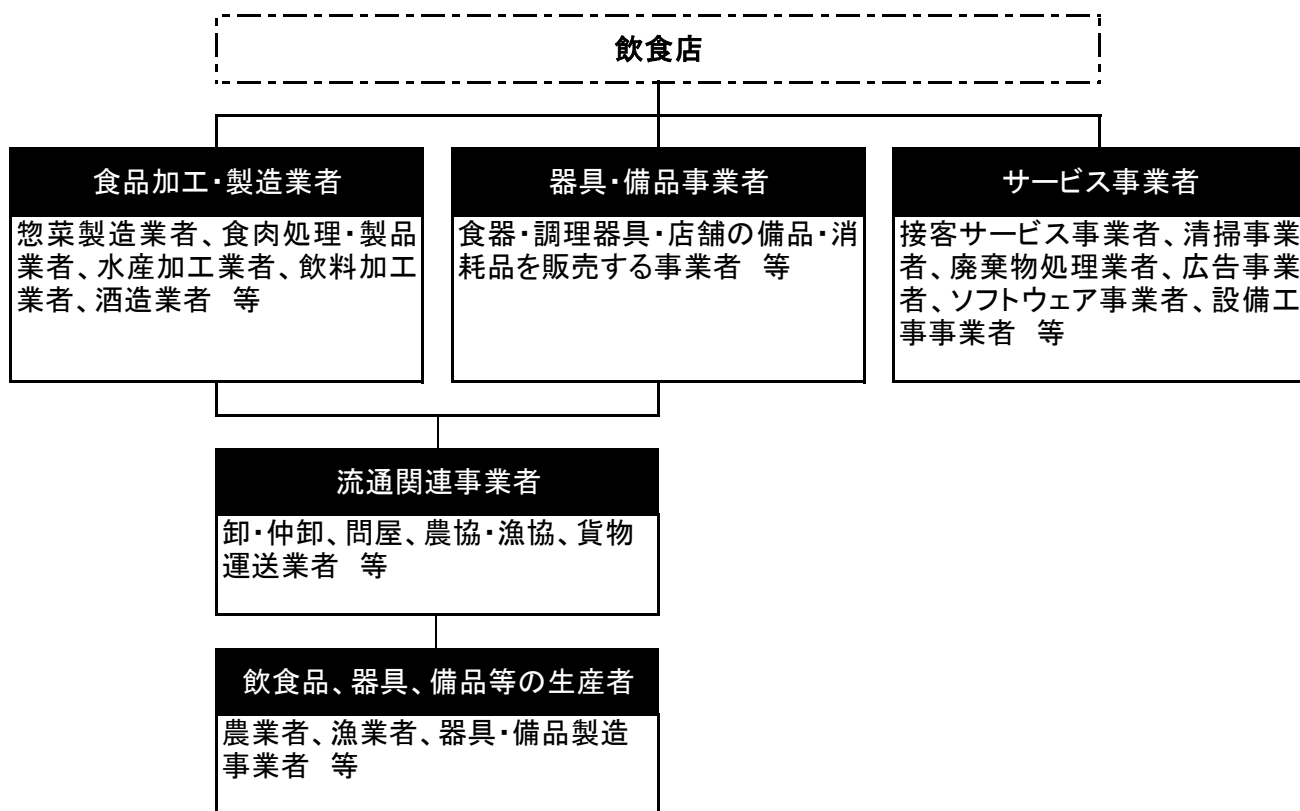 飲食店
食品加工・製造業者
惣菜製造業者、食肉処理・製品
業者、水産加工業者、飲料加工
業者、酒造業者　等
器具・備品事業者
食器・調理器具・店舗の備品・消
耗品を販売する事業者　等
サービス事業者
接客サービス事業者、清掃事業
者、廃棄物処理業者、広告事業
者、ソフトウェア事業者、設備工
事事業者　等
流通関連事業者
卸・仲卸、問屋、農協・漁協、貨物
運送業者　等
飲食品、器具、備品等の生産者
農業者、漁業者、器具・備品製造
事業者　等